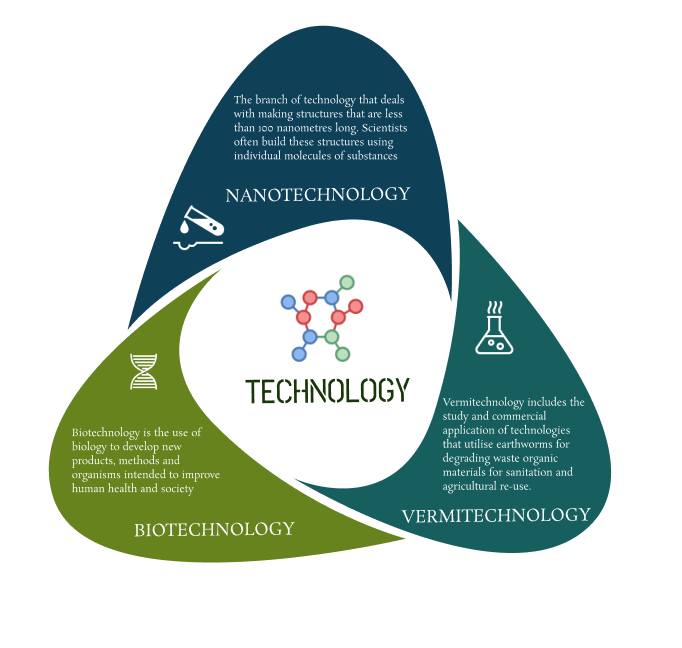 The branch of technology that deals
with making structures that are less
than 100 nanometres long. Scientists
often build these structures using
individual molecules of substances
NANOTECHNOLOGY
TECHNOLOGY
Biotechnology is the use of
biology to develop new
products, methods and
organisms intended to improve
human health and society
BIOTECHNOLOGY
Vermitechnology includes the
study and commercial
application of technologies
that utilise earthworms for
degrading waste organic
materials for sanitation and
agricultural re-use.
VERMITECHNOLOGY